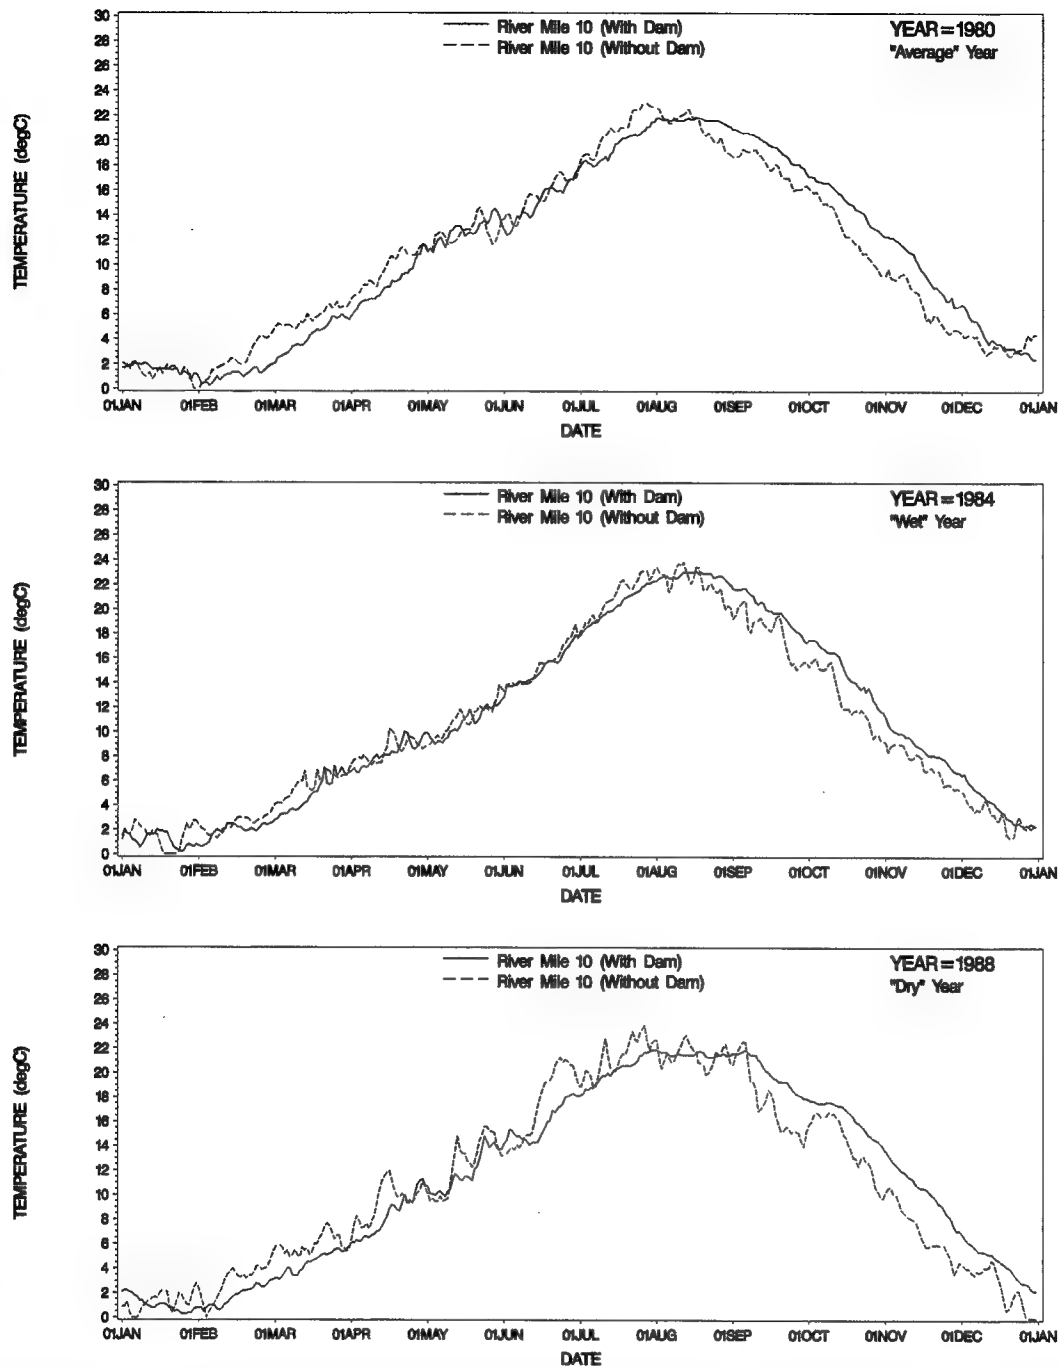 River Mile 10 (With Dam)
River Mile 10 (Without Dam)
YEAR=1980
"Average" Year
TEMPERATURE (degC)
30
28
26
24
22
20
18
16
14
12
10
8
6
4
2
0
01JAN 01FEB 01MAR 01APR 01MAY 01JUN 01JUL 01AUG 01SEP 01OCT 01NOV 01DEC 01JAN
DATE
River Mile 10 (With Dam)
River Mile 10 (Without Dam)
YEAR=1984
"Wet" Year
TEMPERATURE (degC)
30
28
26
24
22
20
18
16
14
12
10
8
6
4
2
0
01JAN 01FEB 01MAR 01APR 01MAY 01JUN 01JUL 01AUG 01SEP 01OCT 01NOV 01DEC 01JAN
DATE
River Mile 10 (With Dam)
River Mile 10 (Without Dam)
YEAR=1988
"Dry" Year
TEMPERATURE (degC)
30
28
26
24
22
20
18
16
14
12
10
8
6
4
2
0
01JAN 01FEB 01MAR 01APR 01MAY 01JUN 01JUL 01AUG 01SEP 01OCT 01NOV 01DEC 01JAN
DATE